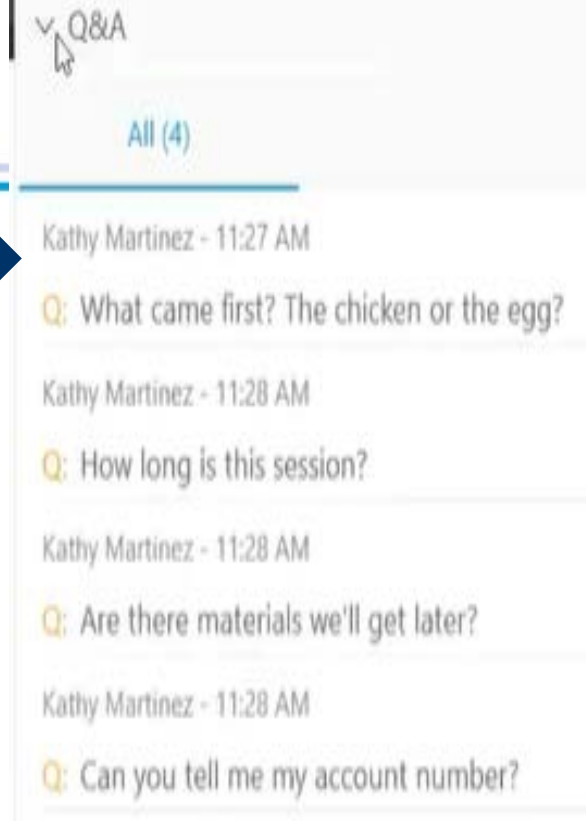 Q&A
All (4)
Kathy Martinez - 11:27 AM
Q: What came first? The chicken or the egg?
Kathy Martinez - 11:28 AM
Q: How long is this session?
Kathy Martinez - 11:28 AM
Q: Are there materials we'll get later?
Kathy Martinez - 11:28 AM
Q: Can you tell me my account number?